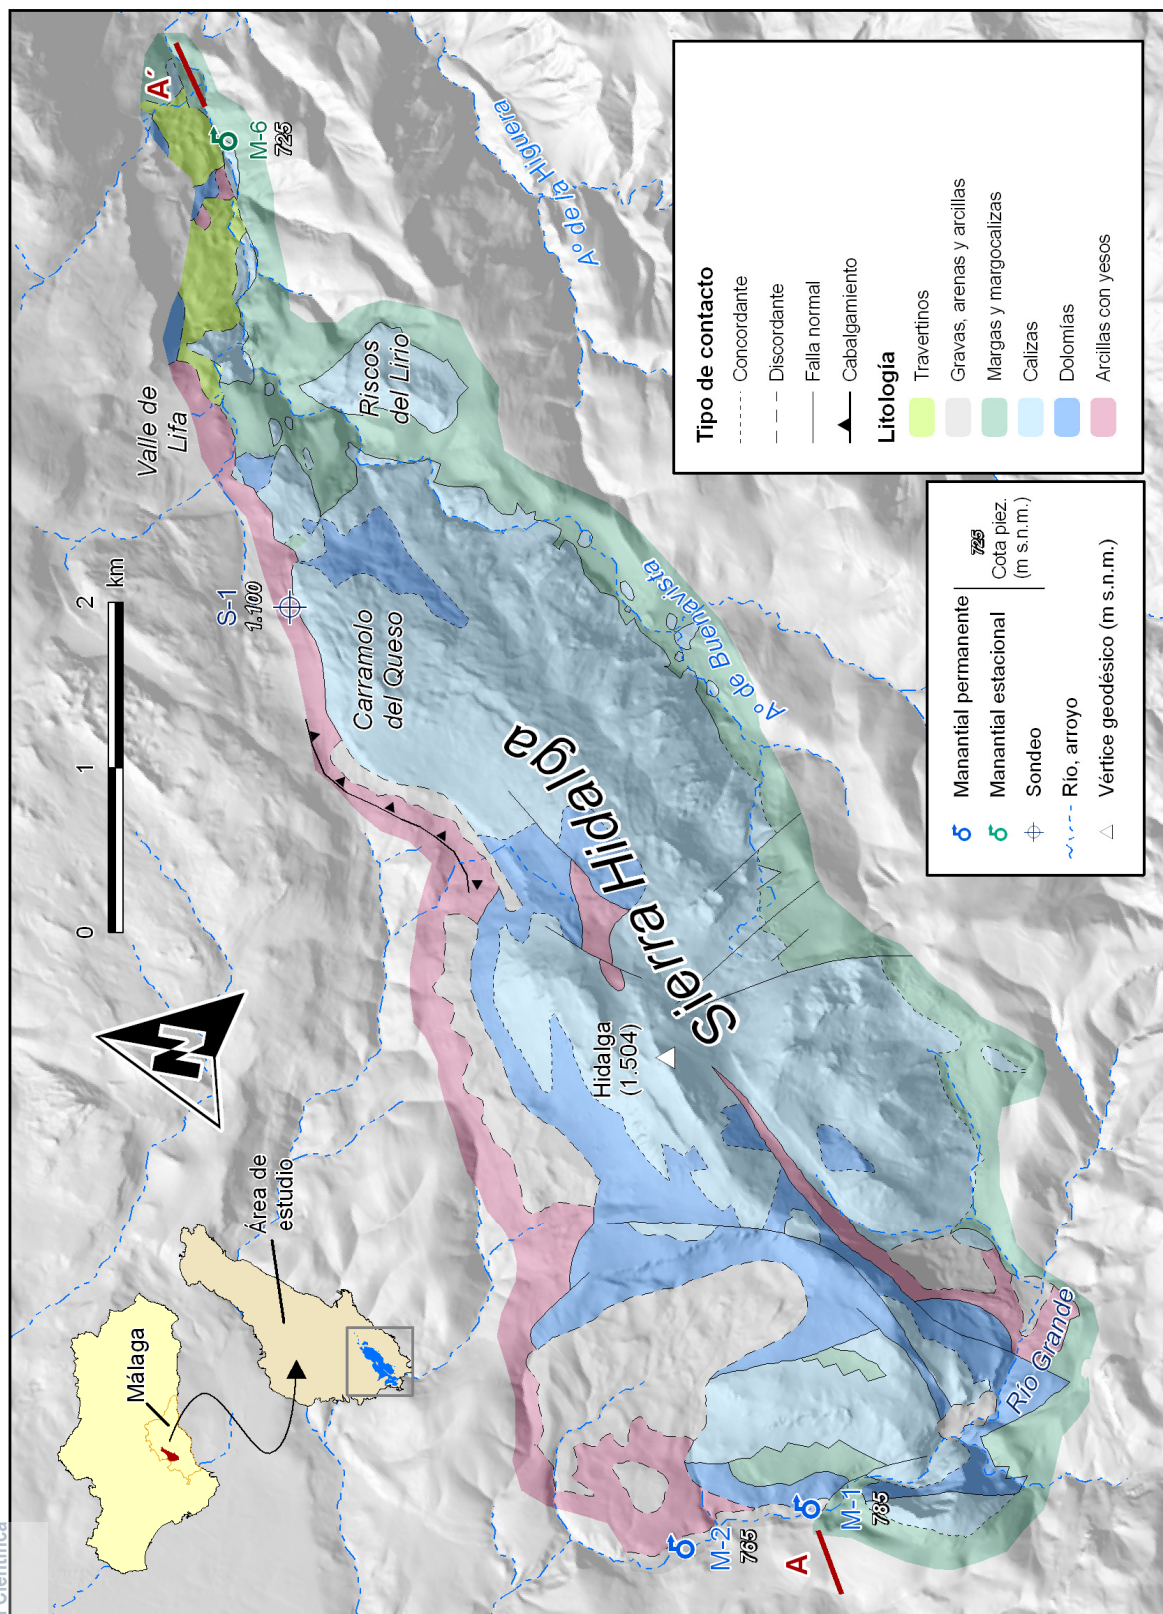 Málaga
Área de
estudio
N
0 1 2 km
Valle de
Lifa
S-1
1.100
Carramolo
del Queso
Riscos
del Lirio
A´
M-6
725
Aº de la Higuera
Aº de Buenavista
Sierra Hidalga
Hidalga
(1.504)
M-2
765
A
M-1
785
Río Grande
Manantial permanente
Manantial estacional
Sondeo
Río, arroyo
Vértice geodésico (m s.n.m.)
725
Cota piez.
(m s.n.m.)
Tipo de contacto
Concordante
Discordante
Falla normal
Cabalgamiento
Litología
Travertinos
Gravas, arenas y arcillas
Margas y margocalizas
Calizas
Dolomías
Arcillas con yesos